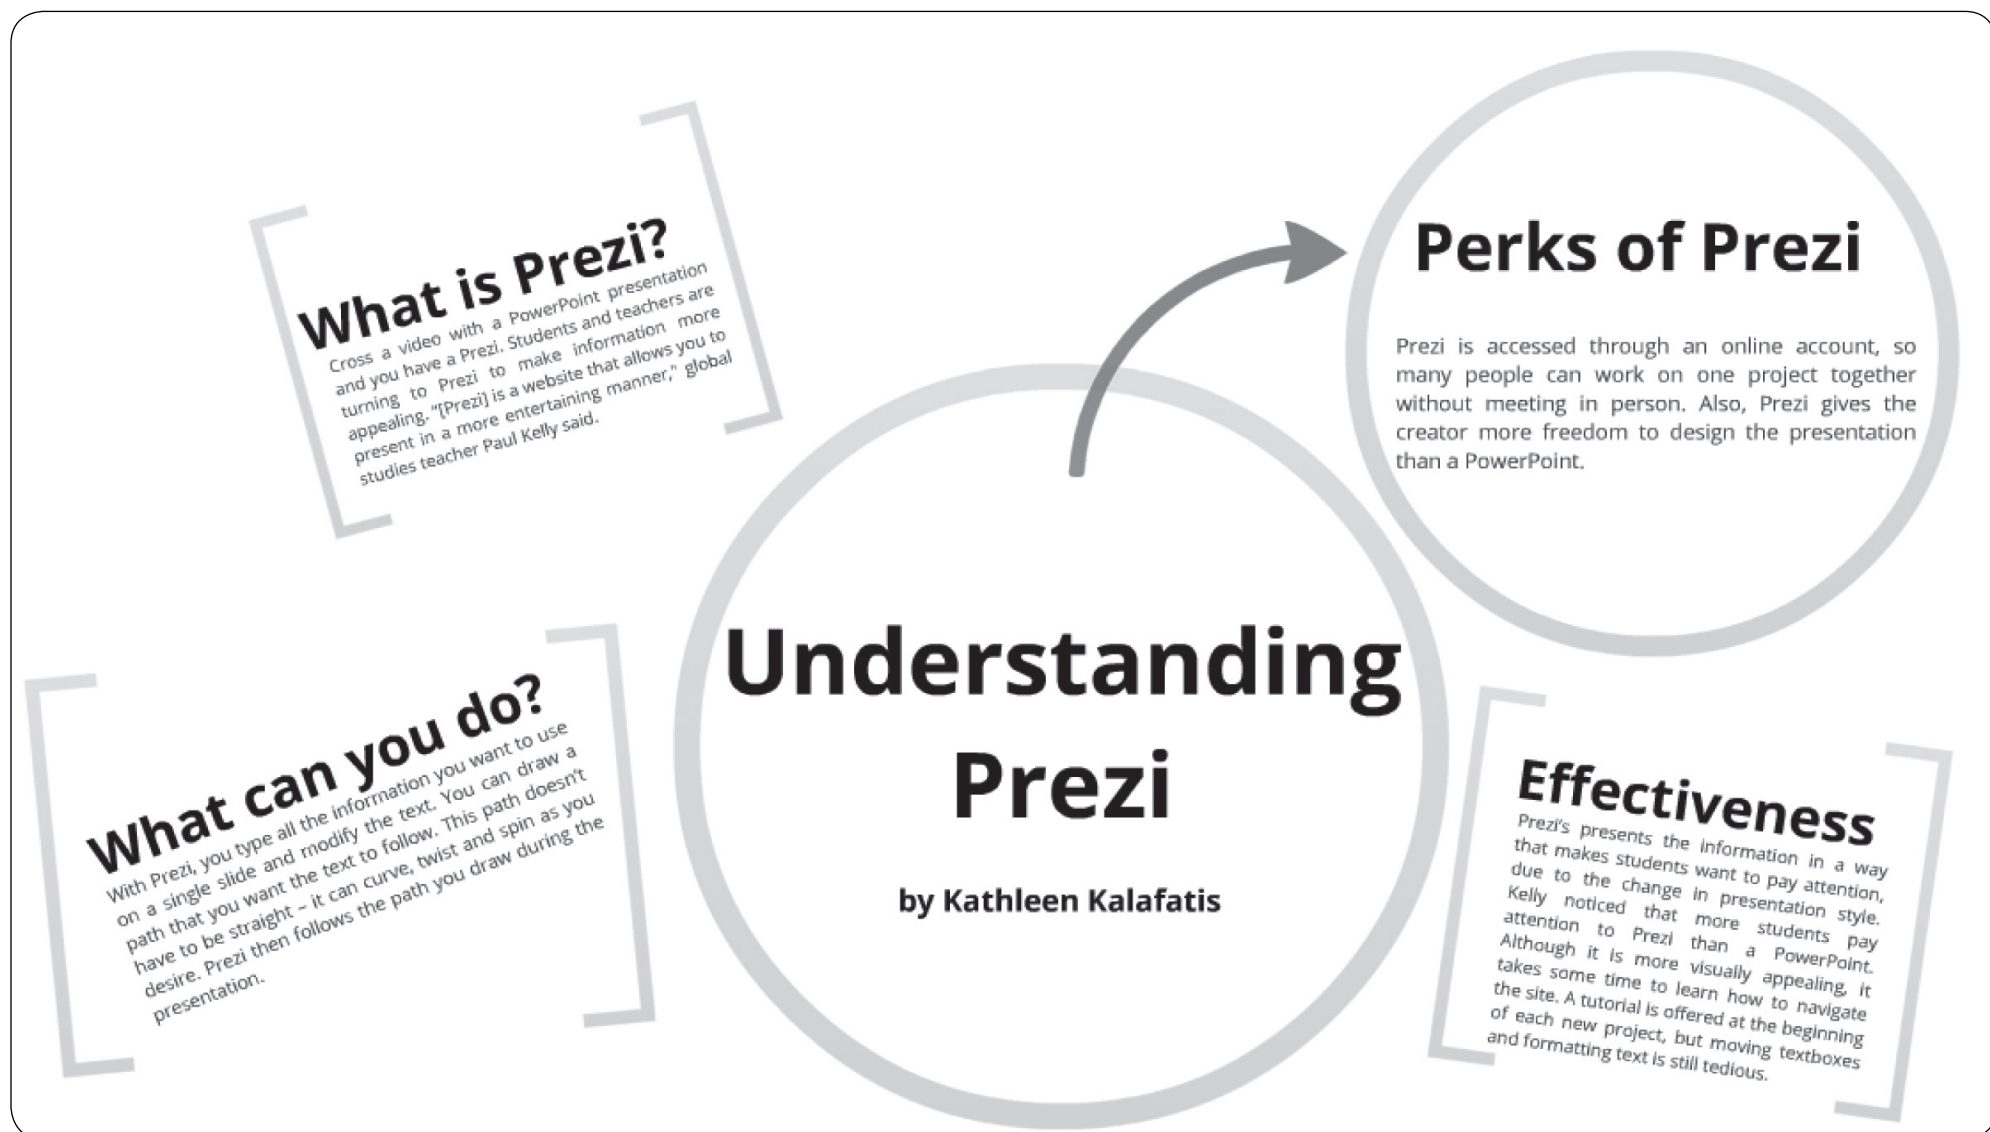 What is Prezi?
Cross a video with a PowerPoint presentation
and you have a Prezi. Students and teachers are
turning to Prezi to make information more
appealing. "[Prezi] is a website that allows you to
present in a more entertaining manner," global
studies teacher Paul Kelly said.
Perks of Prezi
Prezi is accessed through an online account, so
many people can work on one project together
without meeting in person. Also, Prezi gives the
creator more freedom to design the presentation
than a PowerPoint.
What can you do?
With Prezi, you type all the information you want to use
on a single slide and modify the text. You can draw a
path that you want the text to follow. This path doesn't
have to be straight – it can curve, twist and spin as you
desire. Prezi then follows the path you draw during the
presentation.
Understanding
Prezi
by Kathleen Kalafatis
Effectiveness
Prezi's presents the information in a way
that makes students want to pay attention,
due to the change in presentation style.
Kelly noticed that more students pay
attention to Prezi than a PowerPoint.
Although it is more visually appealing, it
takes some time to learn how to navigate
the site. A tutorial is offered at the beginning
of each new project, but moving textboxes
and formatting text is still tedious.